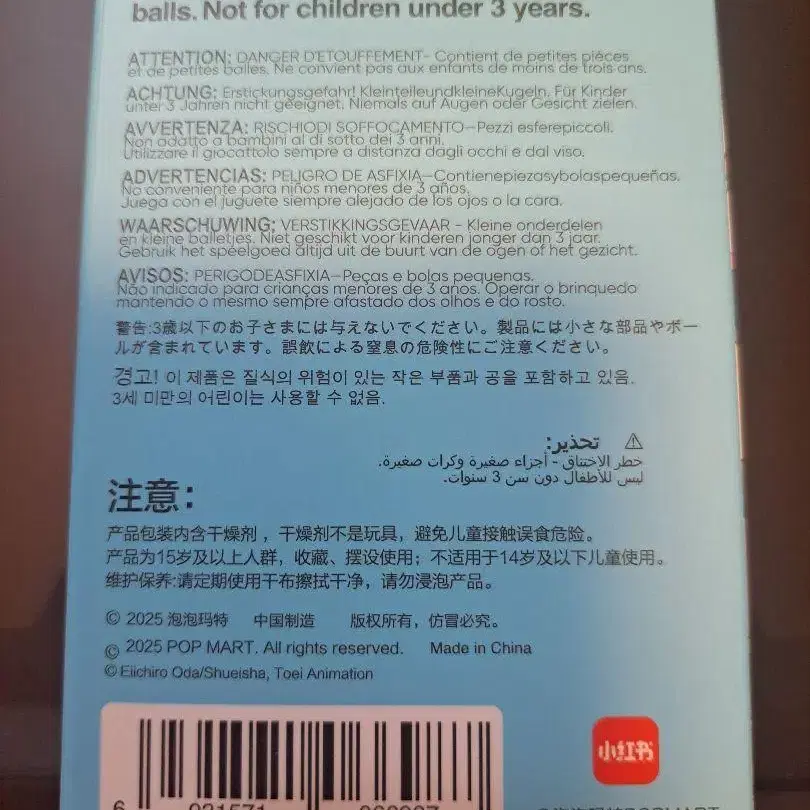 balls. Not for children under 3 years.
ATTENTION: DANGER D'ETOUFFEMENT- Contient de petites pièces
et de petites balles. Ne convient pas aux enfants de moins de trois ans.
ACHTUNG: Erstickungsgefahr! KleinteileundkleineKugeln. Für Kinder
unter 3 Jahren nicht geeignet. Niemals auf Augen oder Gesicht zielen.
AVVERTENZA: RISCHIODI SOFFOCAMENTO—Pezzi esferepiccoli.
Non adatto a bambini al di sotto dei 3 anni.
Utilizzare il giocattolo sempre a distanza dagli occhi e dal viso.
ADVERTENCIAS: PELIGRO DE ASFIXIA—Contienepiezasybolaspequeñas.
No conveniente para niños menores de 3 años.
Juega con el juguete siempre alejado de los ojos o la cara.
WAARSCHUWING: VERSTIKKINGSGEVAAR - Kleine onderdelen
en kleine balletjes. Niet geschikt voor kinderen jonger dan 3 jaar.
Gebruik het speelgoed altijd uit de buurt van de ogen of het gezicht.
AVISOS: PERIGODEASFIXIA—Peças e bolas pequenas.
Não indicado para crianças menores de 3 anos. Operar o brinquedo
mantendo o mesmo sempre afastado dos olhos e do rosto.
警告:3歳以下のお子さまには与えないでください。製品には小さな部品やボー
ルが含まれています。誤飲による窒息の危険性にご注意ください。
경고! 이 제품은 질식의 위험이 있는 작은 부품과 공을 포함하고 있음.
3세 미만의 어린이는 사용할 수 없음.
⚠ تحذير:
خطر الاختناق - أجزاء صغيرة وكرات صغيرة.
ليس للأطفال دون سن 3 سنوات.
注意：
产品包装内含干燥剂，干燥剂不是玩具，避免儿童接触误食危险。
产品为15岁及以上人群，收藏、摆设使用；不适用于14岁及以下儿童使用。
维护保养:请定期使用干布擦拭干净，请勿浸泡产品。
© 2025 泡泡玛特 中国制造 版权所有，仿冒必究。
© 2025 POP MART. All rights reserved. Made in China
© Eiichiro Oda/Shueisha, Toei Animation
小红书